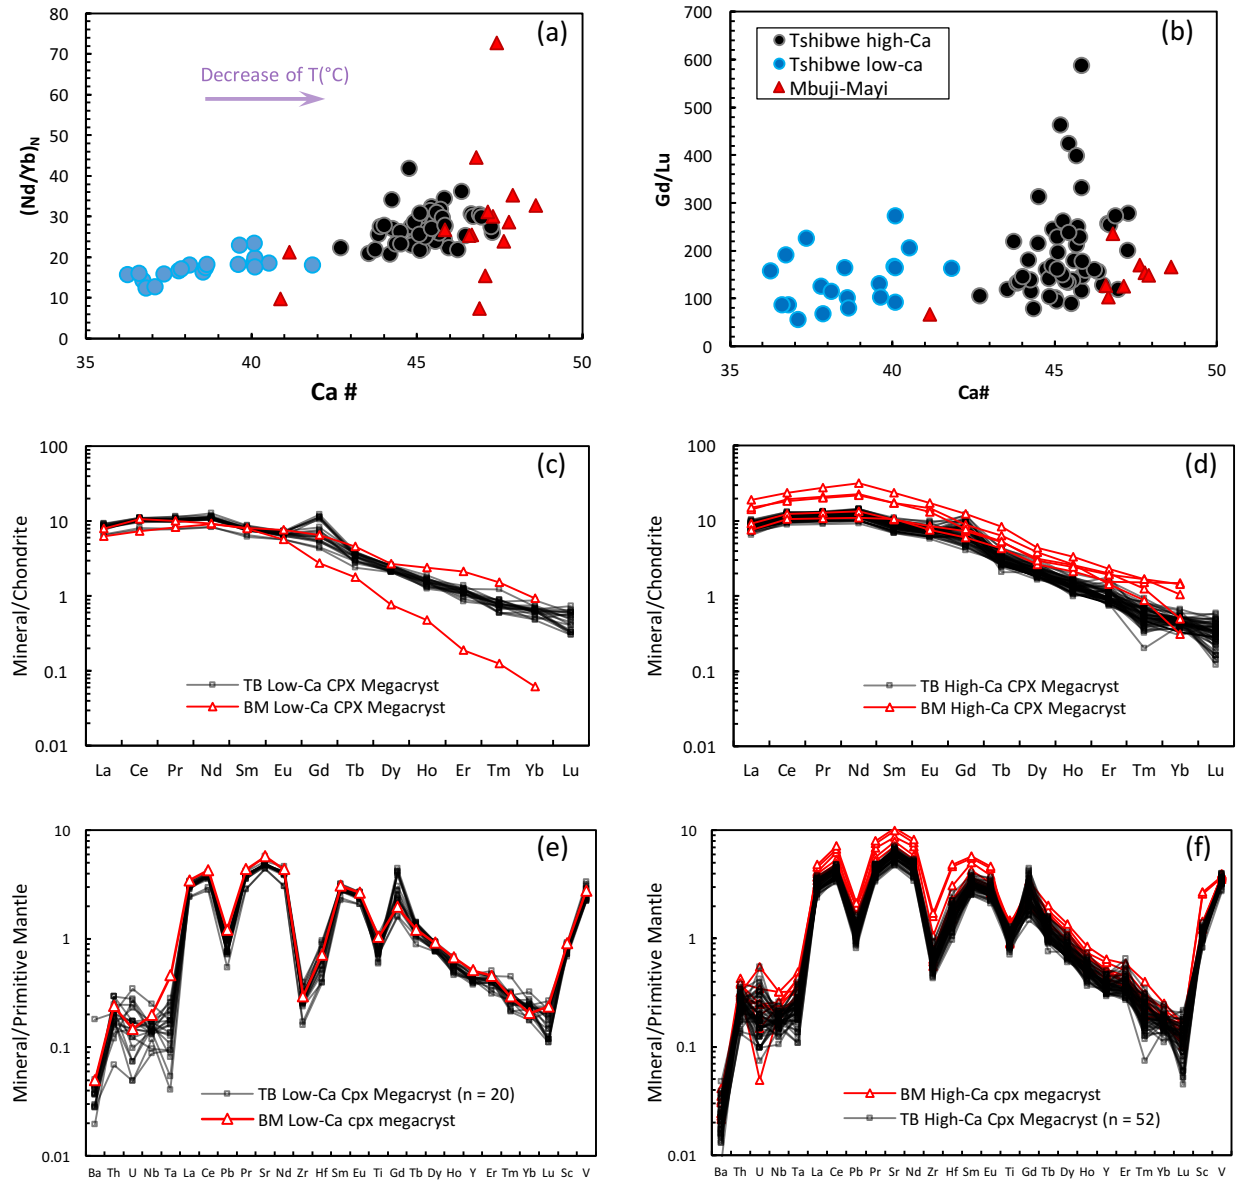 (a)
80
70
60
50
40
30
20
10
0
(Nd/Yb)N
Decrease of T(°C)
35 40 45 50
Ca #
(b)
700
600
500
400
300
200
100
0
Gd/Lu
Tshibwe high-Ca
Tshibwe low-ca
Mbuji-Mayi
35 40 45 50
Ca#
(c)
100
10
1
0.1
0.01
Mineral/Chondrite
TB Low-Ca CPX Megacryst
BM Low-Ca CPX Megacryst
La Ce Pr Nd Sm Eu Gd Tb Dy Ho Er Tm Yb Lu
(d)
100
10
1
0.1
0.01
Mineral/Chondrite
TB High-Ca CPX Megacryst
BM High-Ca CPX Megacryst
La Ce Pr Nd Sm Eu Gd Tb Dy Ho Er Tm Yb Lu
(e)
10
1
0.1
0.01
Mineral/Primitive Mantle
TB Low-Ca Cpx Megacryst (n = 20)
BM Low-Ca cpx megacryst
Ba Th U Nb Ta La Ce Pb Pr Sr Nd Zr Hf Sm Eu Ti Gd Tb Dy Ho Y Er Tm Yb Lu Sc V
(f)
10
1
0.1
0.01
MIneral/Primitive Mantle
BM High-Ca cpx megacryst
TB High-Ca Cpx Megacryst (n = 52)
Ba Th U Nb Ta La Ce Pb Pr Sr Nd Zr Hf Sm Eu Ti Gd Tb Dy Ho Y Er Tm Yb Lu Sc V